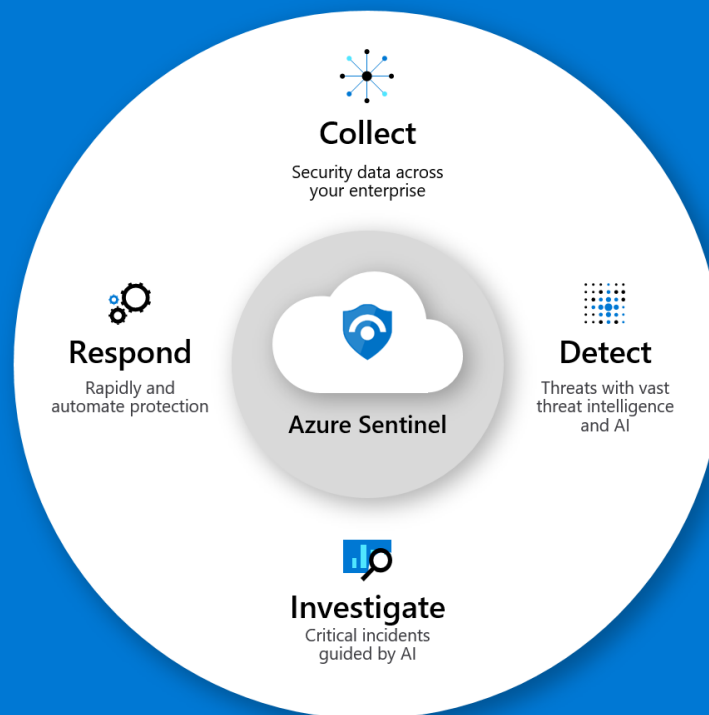 Collect
Security data across
your enterprise
Respond
Rapidly and
automate protection
Azure Sentinel
Detect
Threats with vast
threat intelligence
and AI
Investigate
Critical incidents
guided by AI